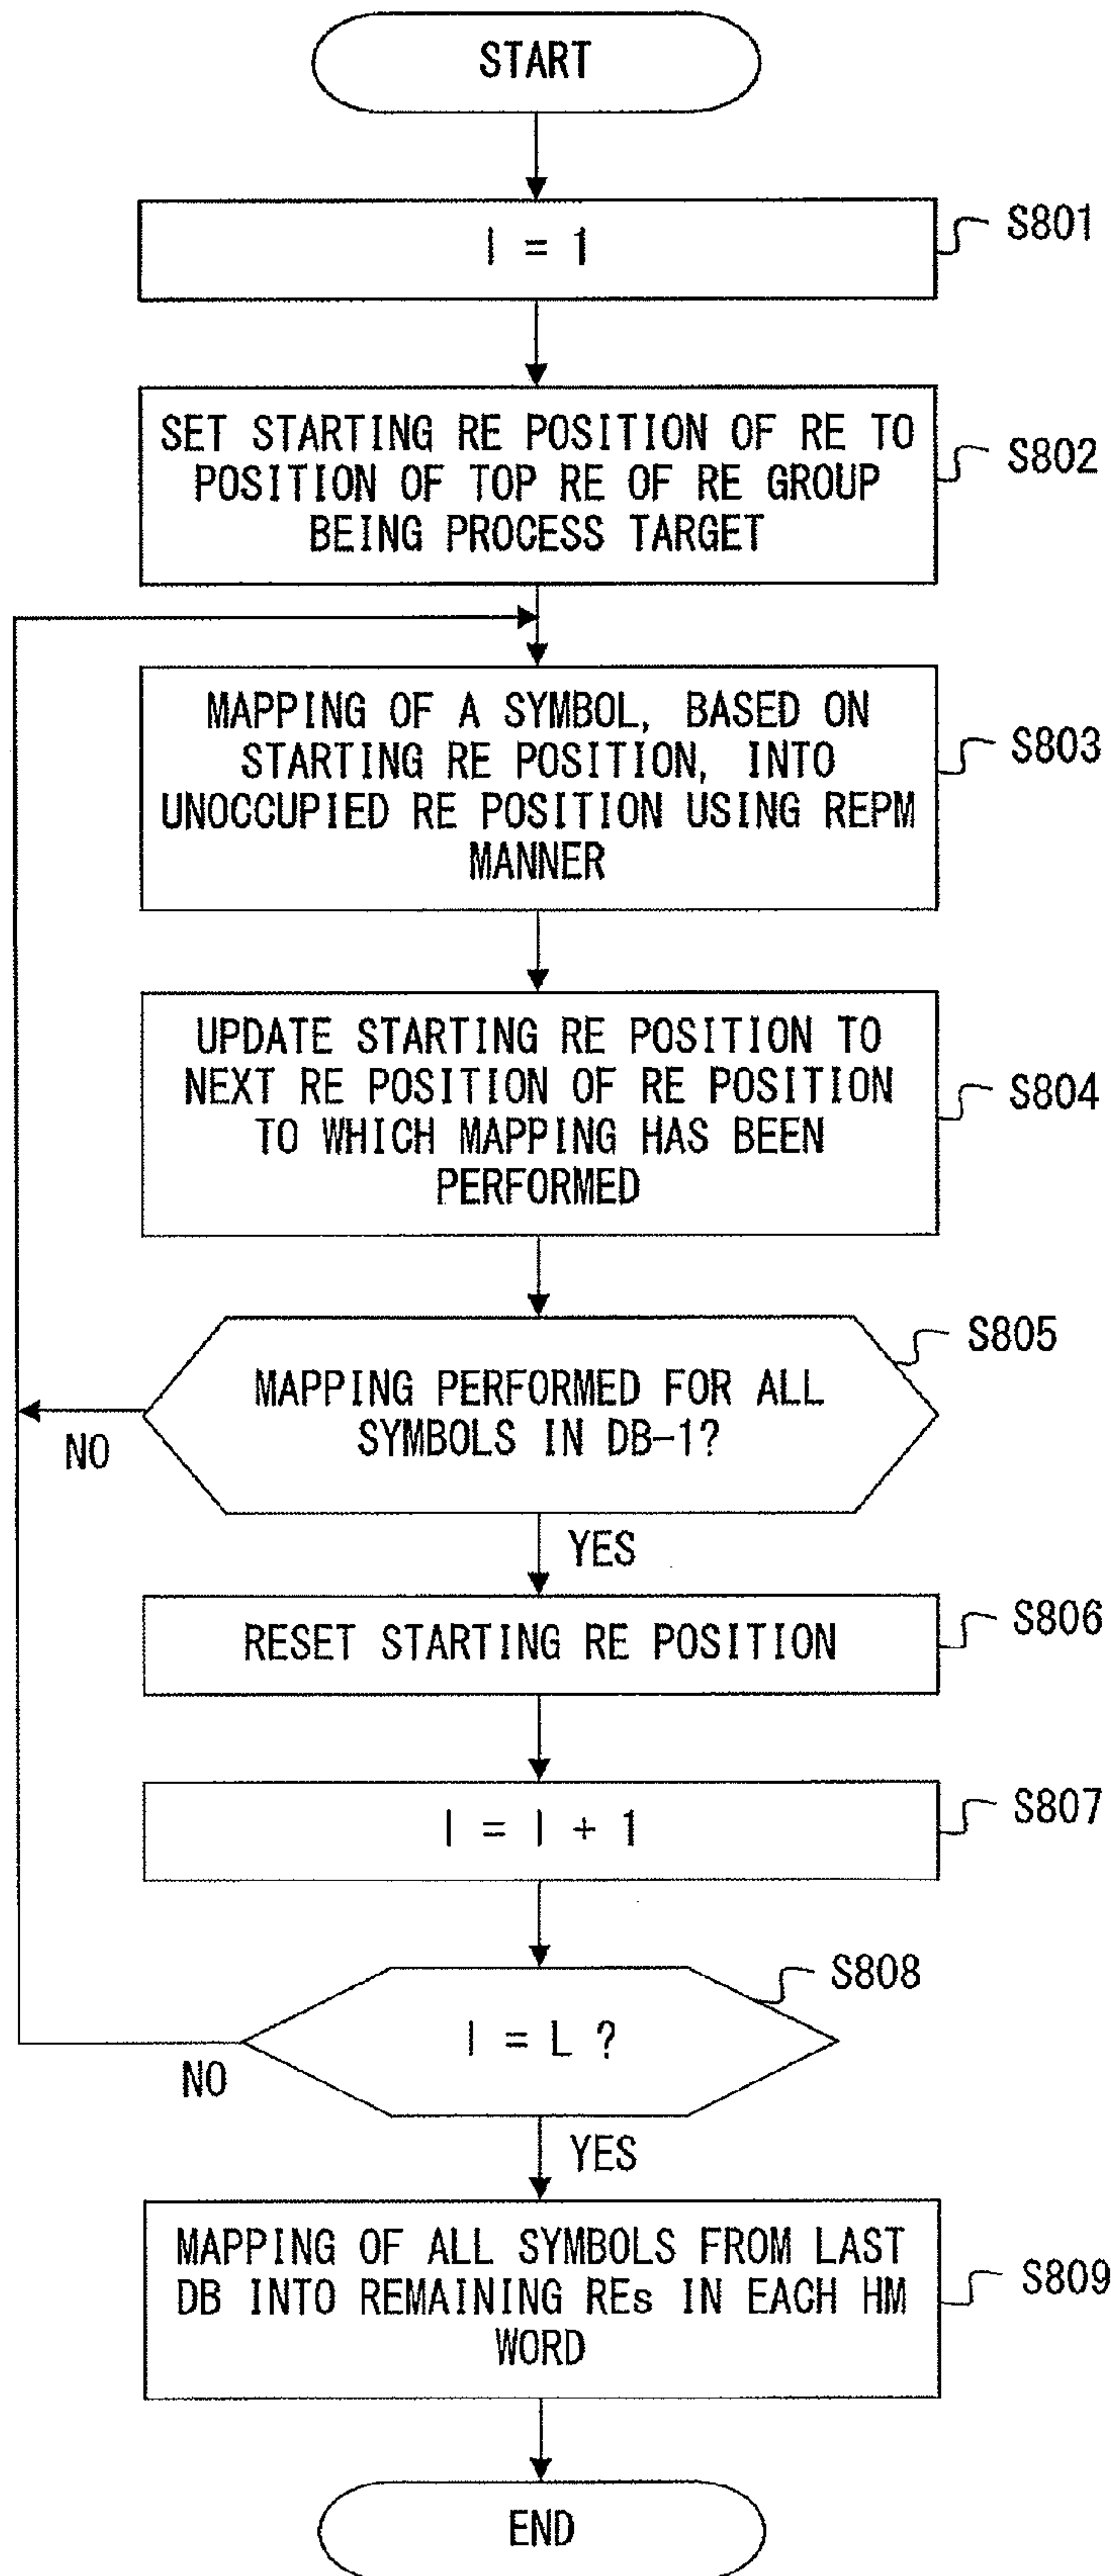 START
l = 1
S801
SET STARTING RE POSITION OF RE TO
POSITION OF TOP RE OF RE GROUP
BEING PROCESS TARGET
S802
MAPPING OF A SYMBOL, BASED ON
STARTING RE POSITION, INTO
UNOCCUPIED RE POSITION USING REPM
MANNER
S803
UPDATE STARTING RE POSITION TO
NEXT RE POSITION OF RE POSITION
TO WHICH MAPPING HAS BEEN
PERFORMED
S804
MAPPING PERFORMED FOR ALL
SYMBOLS IN DB-1?
S805
NO
YES
RESET STARTING RE POSITION
S806
l = l + 1
S807
l = L ?
S808
NO
YES
MAPPING OF ALL SYMBOLS FROM LAST
DB INTO REMAINING REs IN EACH HM
WORD
S809
END